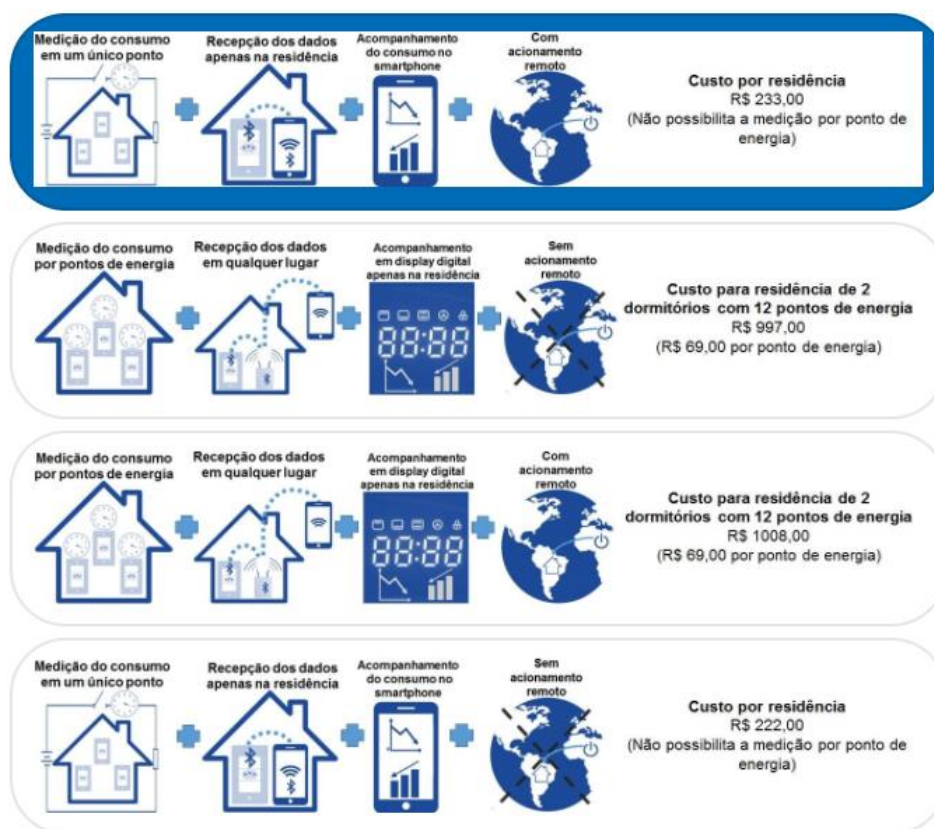 Medição do consumo
em um único ponto
Recepção dos dados
apenas na residência
Acompanhamento
do consumo no
smartphone
Com
acionamento
remoto
Custo por residência
R$ 233,00
(Não possibilita a medição por ponto de
energia)
Medição do consumo
por pontos de energia
Recepção dos dados
em qualquer lugar
Acompanhamento
em display digital
apenas na residência
88:88
Sem
acionamento
remoto
Custo para residência de 2
dormitórios com 12 pontos de energia
R$ 997,00
(R$ 69,00 por ponto de energia)
Medição do consumo
por pontos de energia
Recepção dos dados
em qualquer lugar
Acompanhamento
em display digital
apenas na residência
88:88
Com
acionamento
remoto
Custo para residência de 2
dormitórios com 12 pontos de energia
R$ 1008,00
(R$ 69,00 por ponto de energia)
Medição do consumo
em um único ponto
Recepção dos dados
apenas na residência
Acompanhamento
do consumo no
smartphone
Sem
acionamento
remoto
Custo por residência
R$ 222,00
(Não possibilita a medição por ponto de
energia)